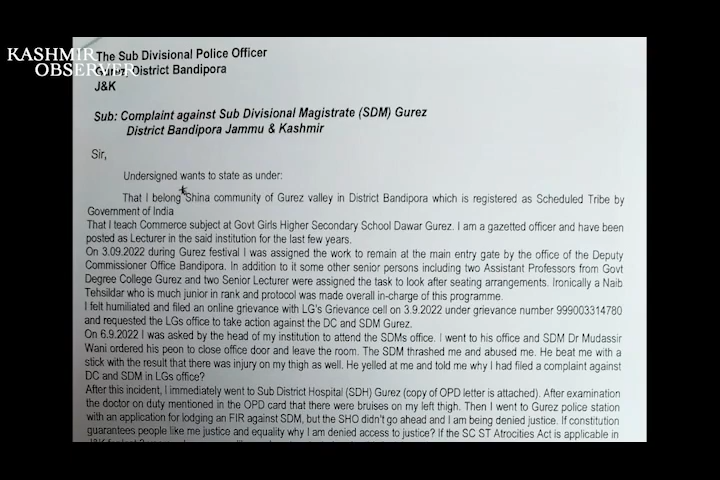 KASHMIR
OBSERVER
The Sub Divisional Police Officer
Gurez District Bandipora
J&K
Sub: Complaint against Sub Divisional Magistrate (SDM) Gurez
District Bandipora Jammu & Kashmir
Sir,
Undersigned wants to state as under:
That I belong Shina community of Gurez valley in District Bandipora which is registered as Scheduled Tribe by
Government of India
That I teach Commerce subject at Govt Girls Higher Secondary School Dawar Gurez. I am a gazetted officer and have been
posted as Lecturer in the said institution for the last few years.
On 3.09.2022 during Gurez festival I was assigned the work to remain at the main entry gate by the office of the Deputy
Commissioner Office Bandipora. In addition to it some other senior persons including two Assistant Professors from Govt
Degree College Gurez and two Senior Lecturer were assigned the task to look after seating arrangements. Ironically a Naib
Tehsildar who is much junior in rank and protocol was made overall in-charge of this programme.
I felt humiliated and filed an online grievance with LG's Grievance cell on 3.9.2022 under grievance number 999003314780
and requested the LGs office to take action against the DC and SDM Gurez.
On 6.9.2022 I was asked by the head of my institution to attend the SDMs office. I went to his office and SDM Dr Mudassir
Wani ordered his peon to close office door and leave the room. The SDM thrashed me and abused me. He beat me with a
stick with the result that there was injury on my thigh as well. He yelled at me and told me why I had filed a complaint against
DC and SDM in LGs office?
After this incident, I immediately went to Sub District Hospital (SDH) Gurez (copy of OPD letter is attached). After examination
the doctor on duty mentioned in the OPD card that there were bruises on my left thigh. Then I went to Gurez police station
with an application for lodging an FIR against SDM, but the SHO didn't go ahead and I am being denied justice. If constitution
guarantees people like me justice and equality why I am denied access to justice? If the SC ST Atrocities Act is applicable in